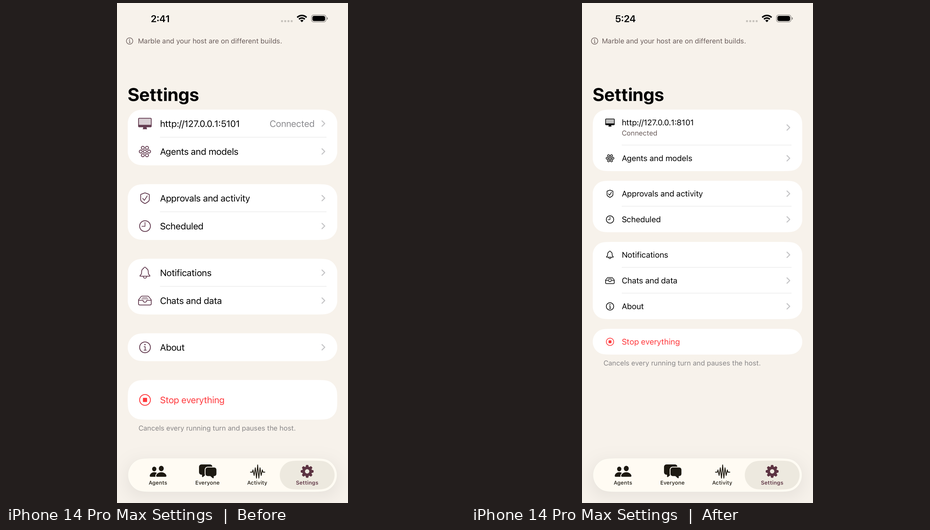 2:41
Marble and your host are on different builds.
Settings
http://127.0.0.1:5101 Connected
Agents and models
Approvals and activity
Scheduled
Notifications
Chats and data
About
Stop everything
Cancels every running turn and pauses the host.
Agents Everyone Activity Settings
iPhone 14 Pro Max Settings | Before
5:24
Marble and your host are on different builds.
Settings
http://127.0.0.1:8101
Connected
Agents and models
Approvals and activity
Scheduled
Notifications
Chats and data
About
Stop everything
Cancels every running turn and pauses the host.
Agents Everyone Activity Settings
iPhone 14 Pro Max Settings | After